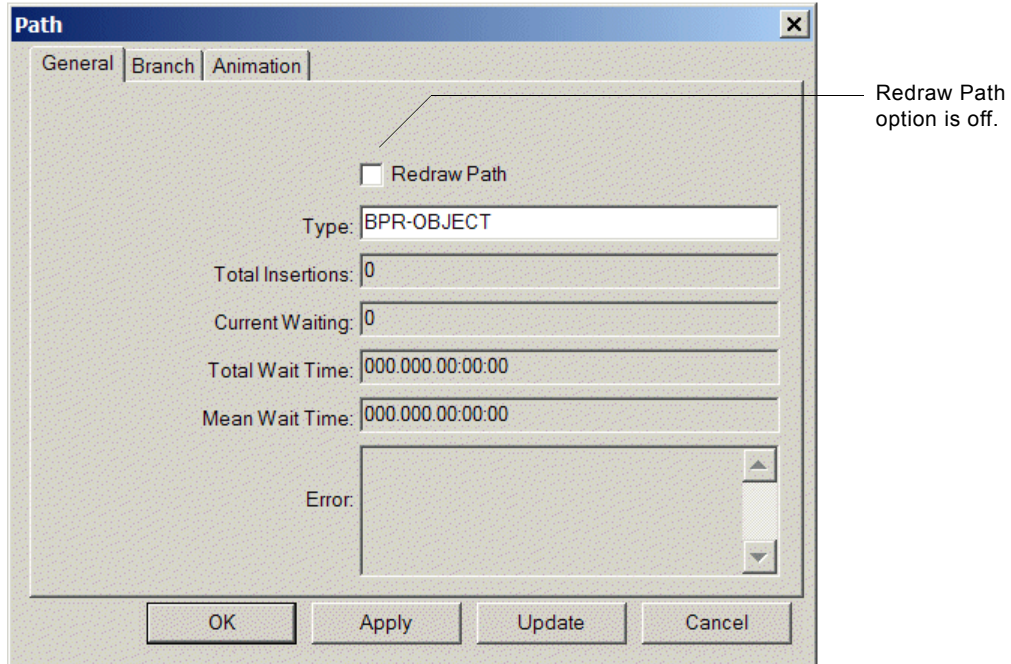 Path
General Branch Animation
Redraw Path
option is off.
Redraw Path
Type: BPR-OBJECT
Total Insertions: 0
Current Waiting: 0
Total Wait Time: 000.000.00:00:00
Mean Wait Time: 000.000.00:00:00
Error:
OK Apply Update Cancel